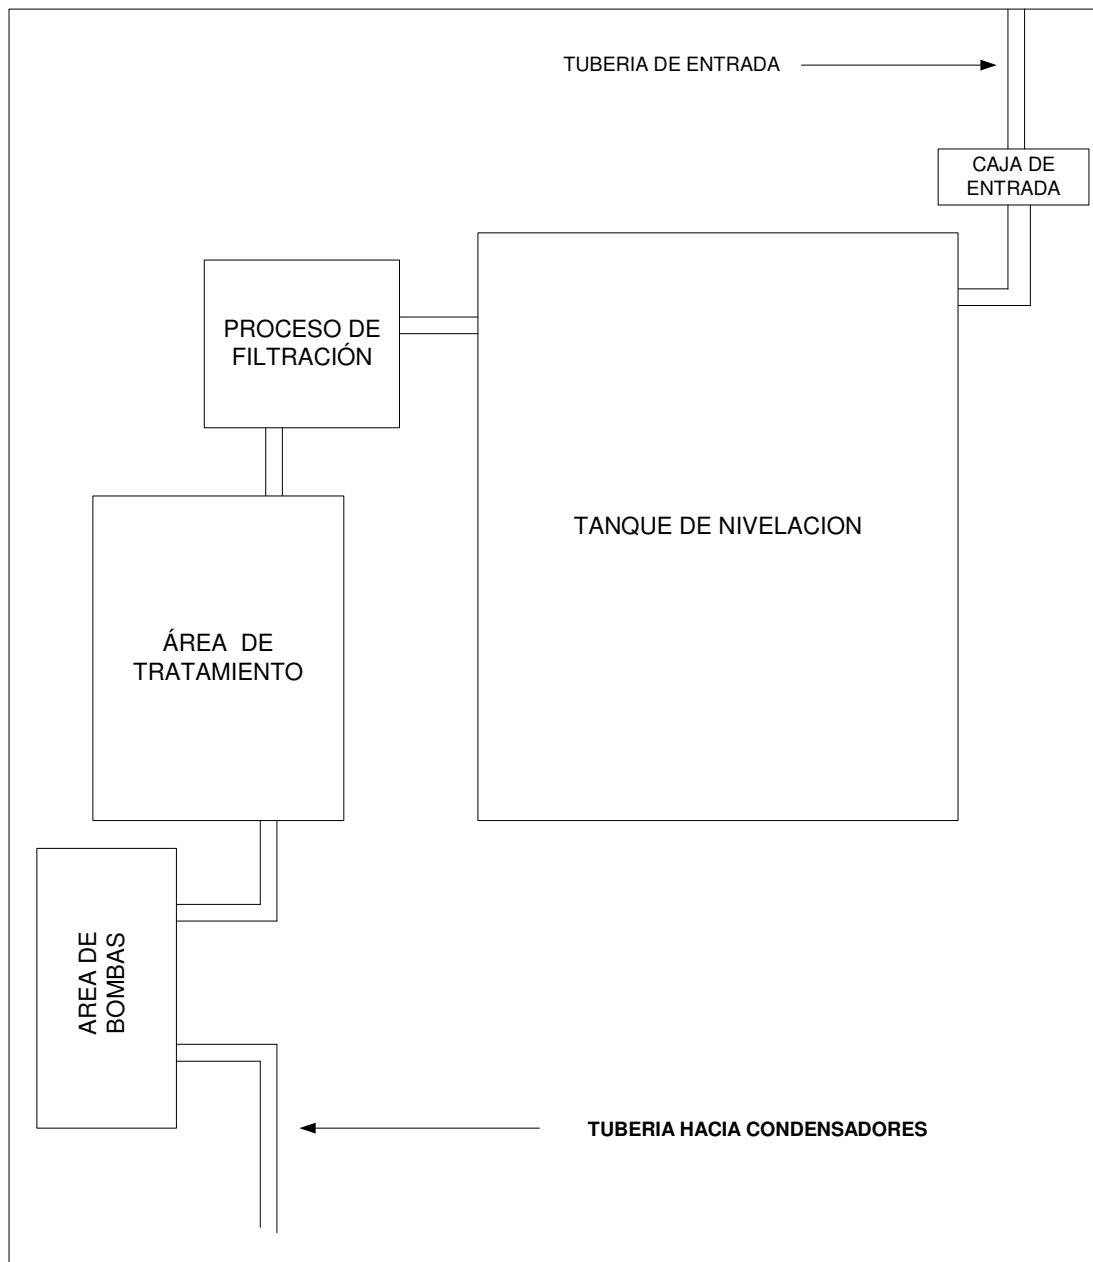 TUBERIA DE ENTRADA
CAJA DE
ENTRADA
PROCESO DE
FILTRACIÓN
TANQUE DE NIVELACION
ÁREA DE
TRATAMIENTO
AREA DE
BOMBAS
TUBERIA HACIA CONDENSADORES